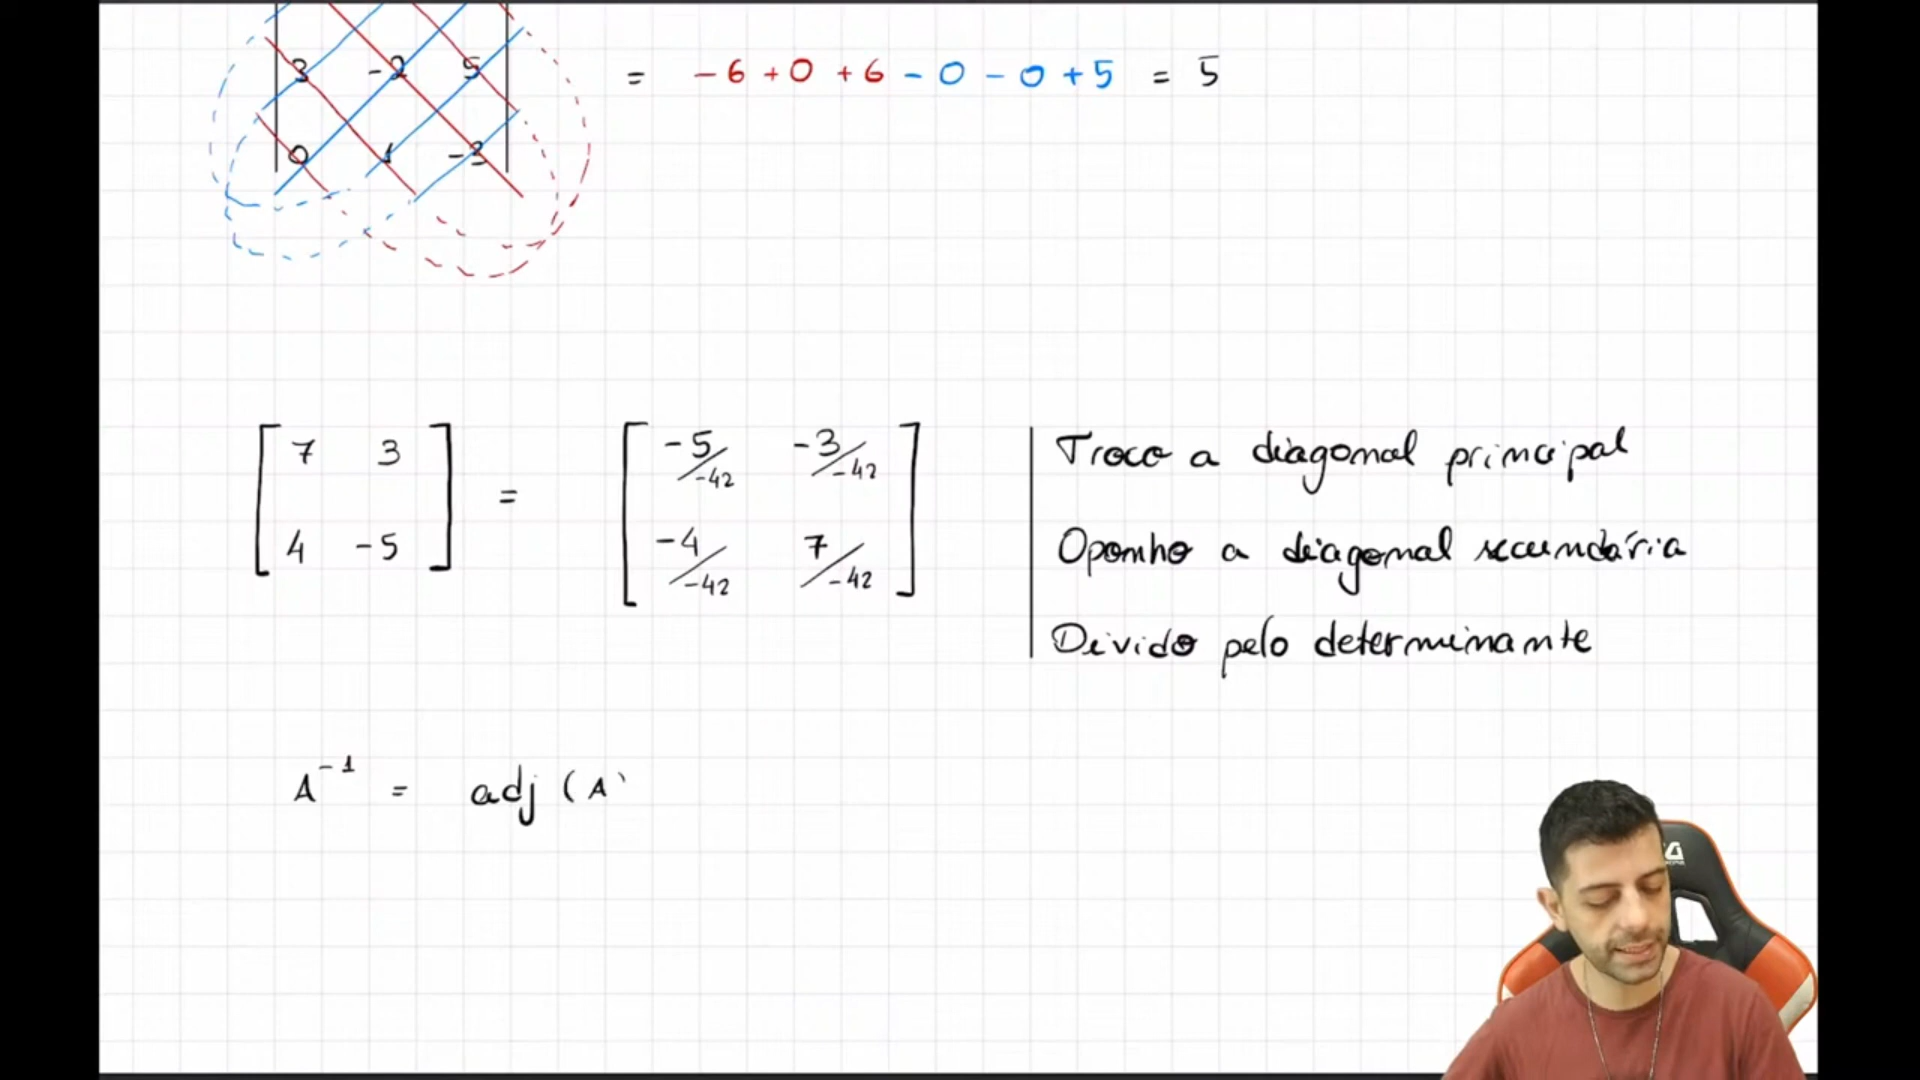 3 -2 5 = -6 +0 +6 -0 -0 +5 = 5
0 1 -3
7 3
4 -5
=
-5/-42 -3/-42
-4/-42 7/-42
Troco a diagonal principal
Oponho a diagonal secundária
Divido pelo determinante
A⁻¹ = adj (A)